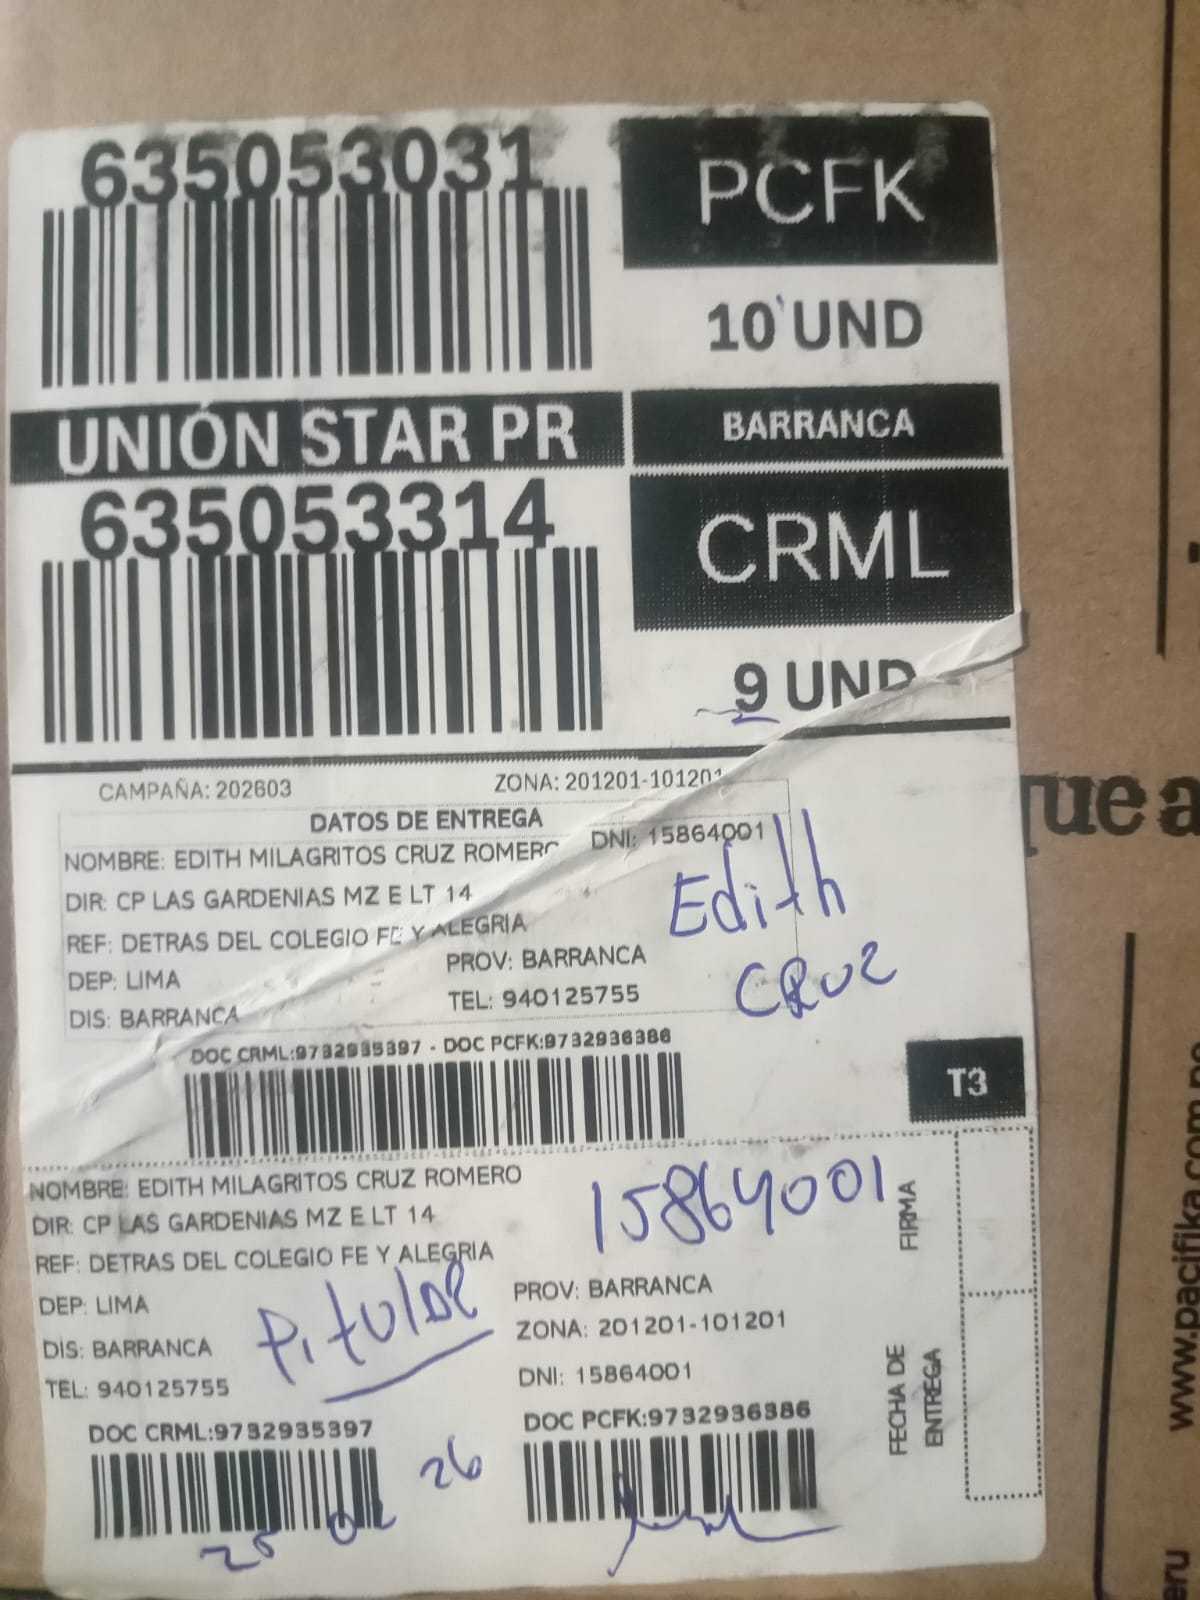 635053031
PCFK
10 UND
UNIÓN STAR PR
BARRANCA
635053314
CRML
9 UND
CAMPAÑA: 202603
ZONA: 201201-101201
DATOS DE ENTREGA
NOMBRE: EDITH MILAGRITOS CRUZ ROMERO
DNI: 15864001
DIR: CP LAS GARDENIAS MZ E LT 14
REF: DETRAS DEL COLEGIO FE Y ALEGRIA
DEP: LIMA
PROV: BARRANCA
DIS: BARRANCA
TEL: 940125755
Edith
CRUZ
DOC CRML:9732935397 - DOC PCFK:9732936386
T3
NOMBRE: EDITH MILAGRITOS CRUZ ROMERO
DIR: CP LAS GARDENIAS MZ E LT 14
REF: DETRAS DEL COLEGIO FE Y ALEGRIA
DEP: LIMA
PROV: BARRANCA
DIS: BARRANCA
ZONA: 201201-101201
TEL: 940125755
DNI: 15864001
15864001
FIRMA
FECHA DE
ENTREGA
DOC CRML:9732935397
DOC PCFK:9732936386
25 02 26
que a
www.pacifika.com.pe
eru